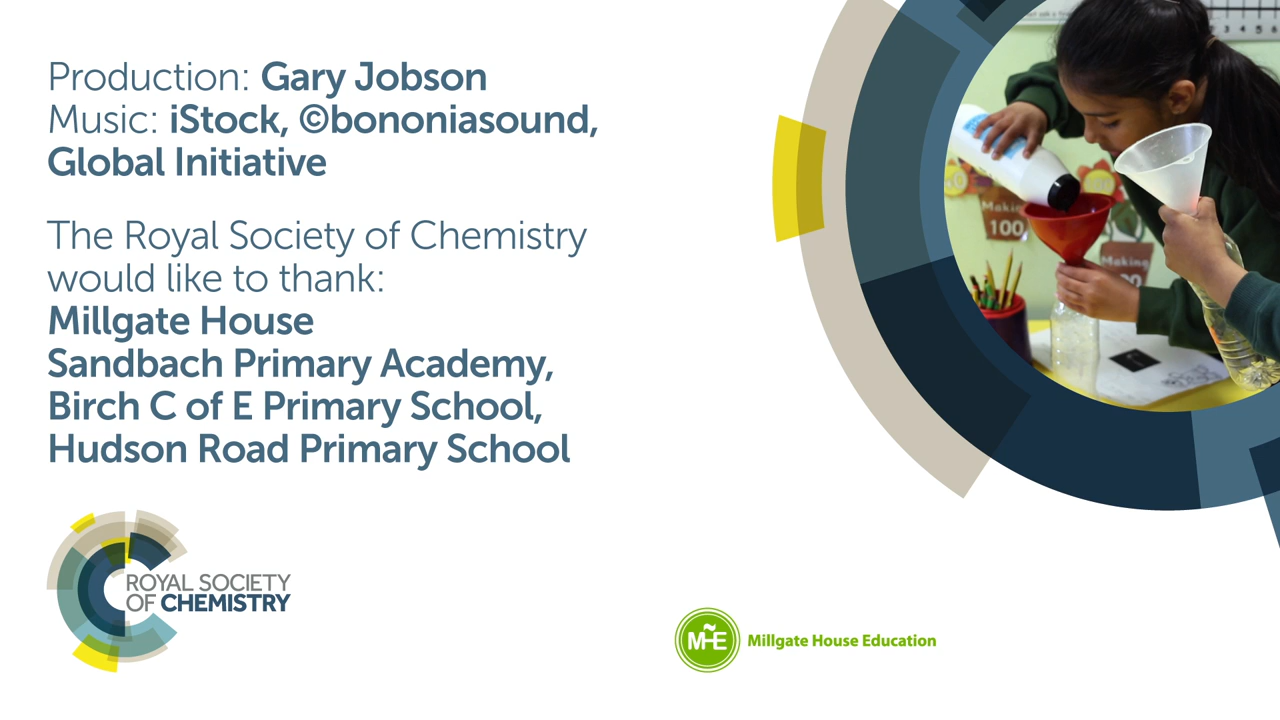 Production: Gary Jobson
Music: iStock, ©bononiasound,
Global Initiative
The Royal Society of Chemistry
would like to thank:
Millgate House
Sandbach Primary Academy,
Birch C of E Primary School,
Hudson Road Primary School
ROYAL SOCIETY
OF CHEMISTRY
MHE Millgate House Education
Making
100
Making